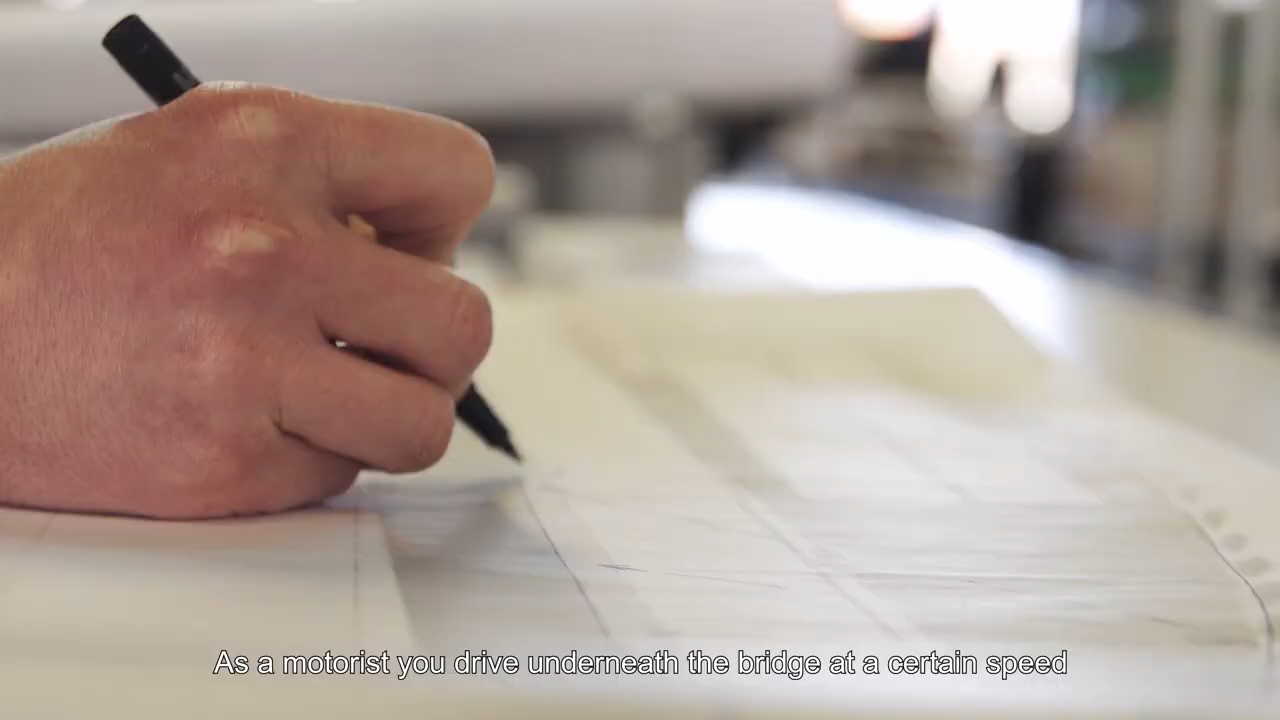 As a motorist you drive underneath the bridge at a certain speed